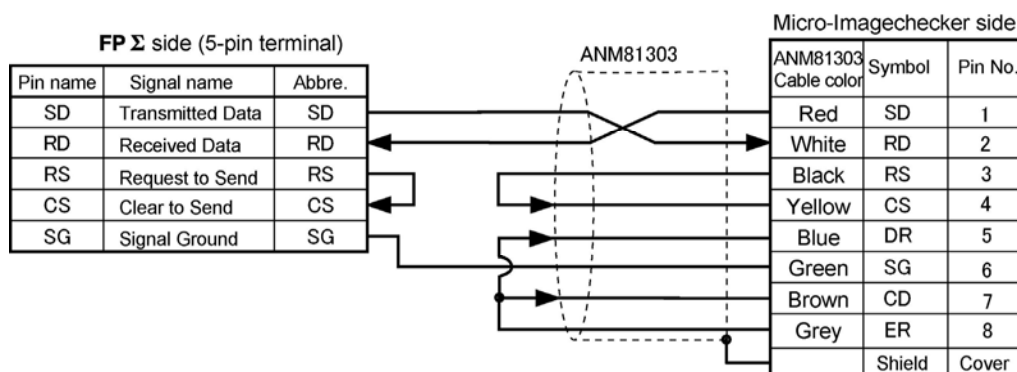 Micro-Imagechecker side
FP Σ side (5-pin terminal)
ANM81303
Pin name Signal name Abbre.
SD Transmitted Data SD
RD Received Data RD
RS Request to Send RS
CS Clear to Send CS
SG Signal Ground SG
ANM81303 Cable color Symbol Pin No.
Red SD 1
White RD 2
Black RS 3
Yellow CS 4
Blue DR 5
Green SG 6
Brown CD 7
Grey ER 8
Shield Cover